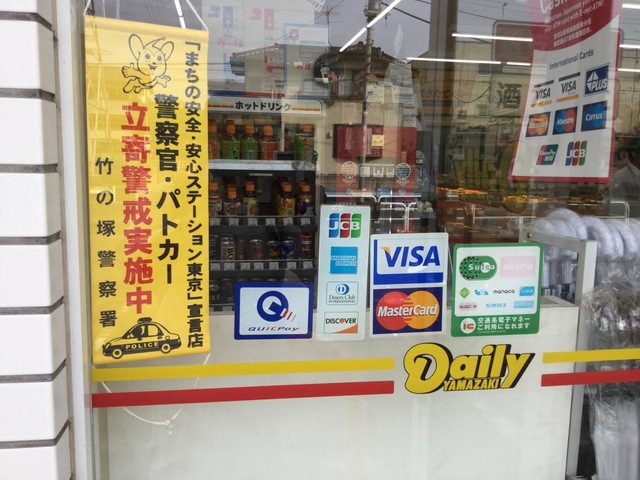 「まちの安全・安心ステーション東京」宣言店
警察官・パトカー
立寄警戒実施中
竹の塚警察署
POLICE
ホットドリンク
QUICPay
JCB
AMERICAN EXPRESS
Diners Club
INTERNATIONAL
DISCOVER
VISA
MasterCard
Suica
PASMO
manaca
nimoca
交通系電子マネー
ご利用になれます
Daily
YAMAZAKI
International Cards
VISA
VISA
PLUS
Maestro
Cirrus
JCB
酒